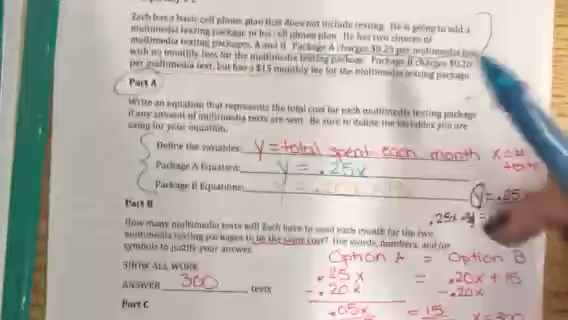 Zach has a basic cell phone plan that does not include texting. He is going to add a
multimedia texting package to his cell phone plan. He has two choices of
multimedia texting packages, A and B. Package A charges $0.25 per multimedia text
with no monthly fees for the multimedia texting package. Package B charges $0.20
per multimedia text, but has a $15 monthly fee for the multimedia texting package.
Part A
Write an equation that represents the total cost for each multimedia texting package
if any amount of multimedia texts are sent. Be sure to define the variables you are
using for your equation.
Define the variables: y = total spent each month x = #
Package A Equation: y = .25x
Package B Equation:
y = .25
.25x
Part B
How many multimedia texts will Zach have to send each month for the two
multimedia texting packages to be the same cost? Use words, numbers, and/or
symbols to justify your answer.
Option A = Option B
SHOW ALL WORK
.25x = .20x + 15
ANSWER 300 texts
- .20x - .20x
.05x = 15
x = 300
Part C